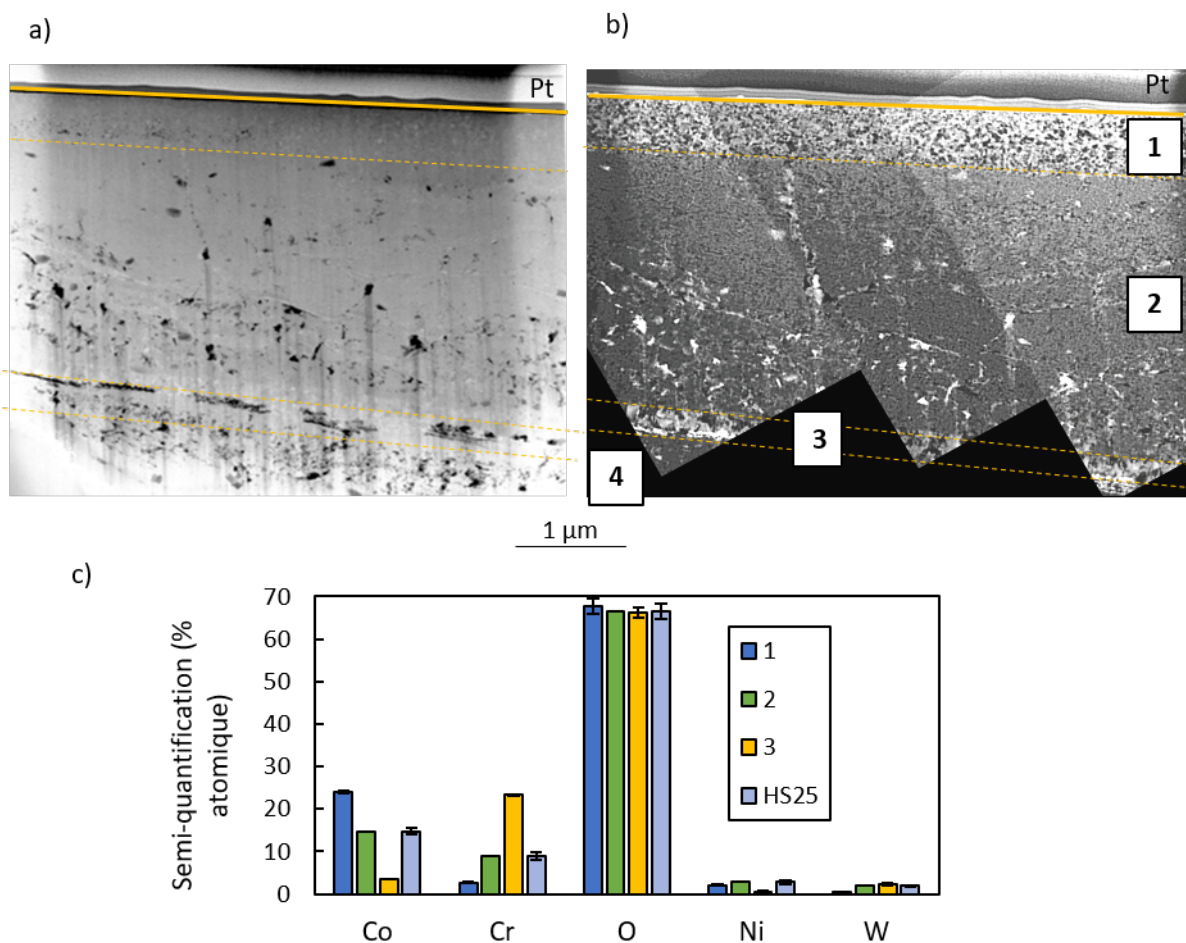 a)
b)
Pt
Pt
1
2
3
4
1 µm
c)
Semi-quantification (%
atomique)
70
60
50
40
30
20
10
0
1
2
3
HS25
Co Cr O Ni W